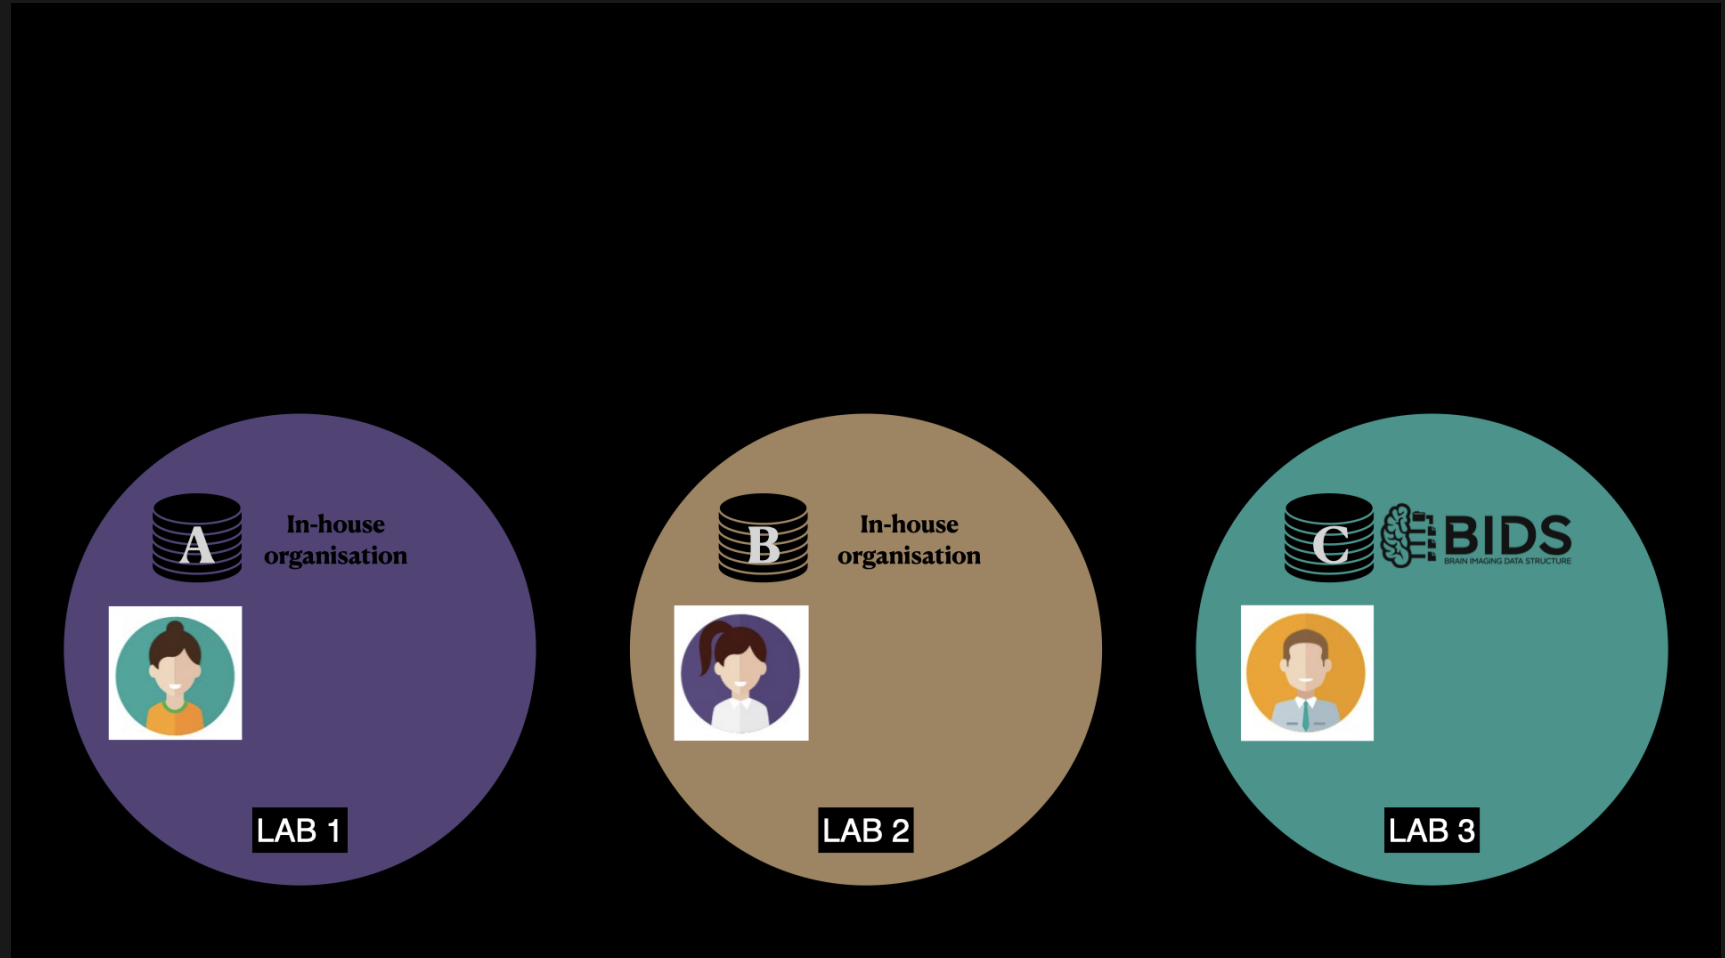 A
In-house
organisation
B
In-house
organisation
C
BIDS
BRAIN IMAGING DATA STRUCTURE
LAB 1
LAB 2
LAB 3